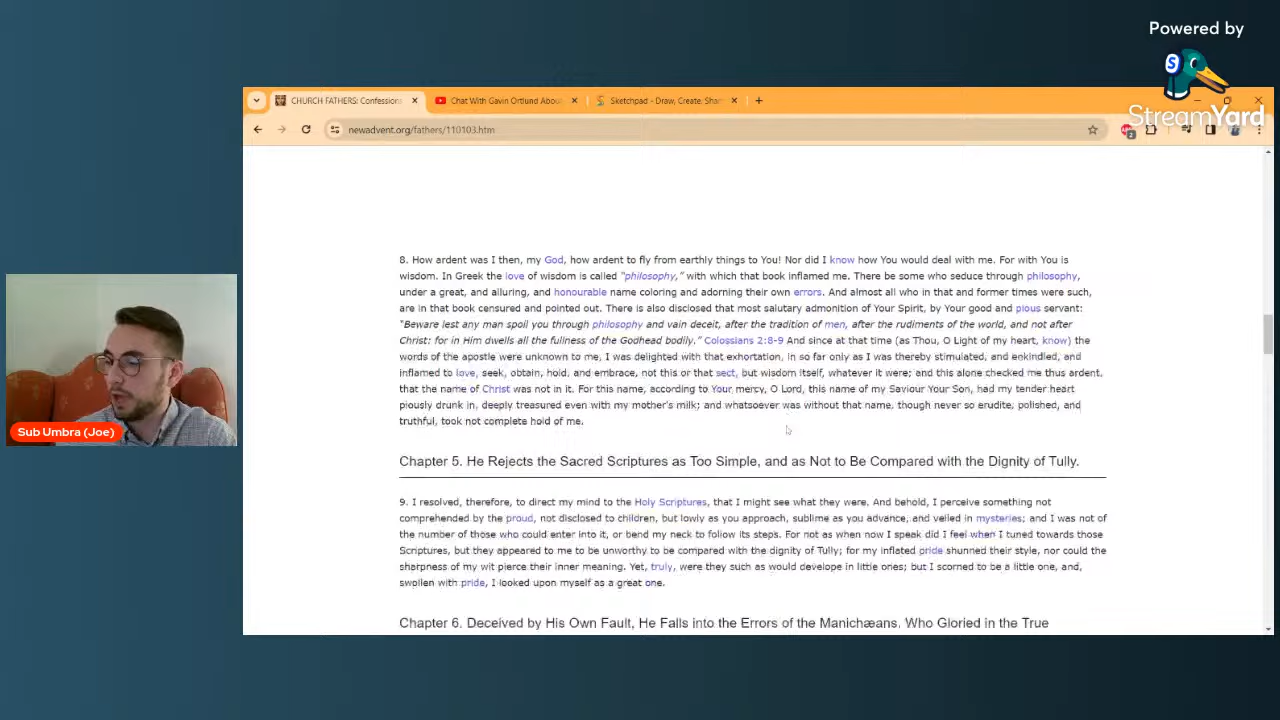 Powered by
S
StreamYard
CHURCH FATHERS: Confession
Chat With Gavin Ortlund Abou
Sketchpad - Draw, Create, Shar
newadvent.org/fathers/110103.htm
8. How ardent was I then, my God, how ardent to fly from earthly things to You! Nor did I know how You would deal with me. For with You is
wisdom. In Greek the love of wisdom is called "philosophy," with which that book inflamed me. There be some who seduce through philosophy,
under a great, and alluring, and honourable name coloring and adorning their own errors. And almost all who in that and former times were such,
are in that book censured and pointed out. There is also disclosed that most salutary admonition of Your Spirit, by Your good and pious servant:
"Beware lest any man spoil you through philosophy and vain deceit, after the tradition of men, after the rudiments of the world, and not after
Christ: for in Him dwells all the fullness of the Godhead bodily." Colossians 2:8-9 And since at that time (as Thou, O Light of my heart, know) the
words of the apostle were unknown to me, I was delighted with that exhortation, in so far only as I was thereby stimulated, and enkindled, and
inflamed to love, seek, obtain, hold, and embrace, not this or that sect, but wisdom itself, whatever it were; and this alone checked me thus ardent,
that the name of Christ was not in it. For this name, according to Your mercy, O Lord, this name of my Saviour Your Son, had my tender heart
piously drunk in, deeply treasured even with my mother's milk; and whatsoever was without that name, though never so erudite, polished, and
truthful, took not complete hold of me.
Chapter 5. He Rejects the Sacred Scriptures as Too Simple, and as Not to Be Compared with the Dignity of Tully.
9. I resolved, therefore, to direct my mind to the Holy Scriptures, that I might see what they were. And behold, I perceive something not
comprehended by the proud, not disclosed to children, but lowly as you approach, sublime as you advance, and veiled in mysteries; and I was not of
the number of those who could enter into it, or bend my neck to follow its steps. For not as when now I speak did I feel when I tuned towards those
Scriptures, but they appeared to me to be unworthy to be compared with the dignity of Tully; for my inflated pride shunned their style, nor could the
sharpness of my wit pierce their inner meaning. Yet, truly, were they such as would develope in little ones; but I scorned to be a little one, and,
swollen with pride, I looked upon myself as a great one.
Chapter 6. Deceived by His Own Fault, He Falls into the Errors of the Manichæans, Who Gloried in the True
Sub Umbra (Joe)